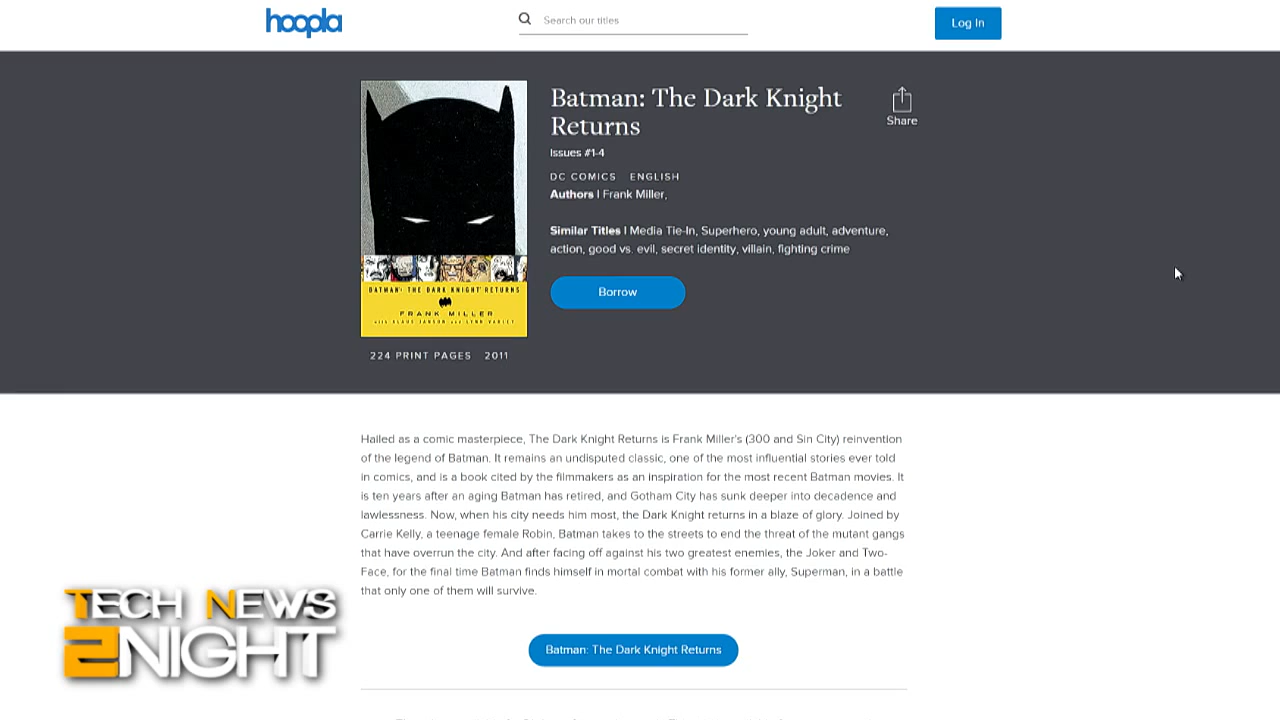 hoopla
Search our titles
Log In
Batman: The Dark Knight
Returns
Share
Issues #1-4
DC COMICS ENGLISH
Authors | Frank Miller,
Similar Titles | Media Tie-In, Superhero, young adult, adventure,
action, good vs. evil, secret identity, villain, fighting crime
Borrow
BATMAN: THE DARK KNIGHT RETURNS
FRANK MILLER
WITH KLAUS JANSON AND LYNN VARLEY
224 PRINT PAGES 2011
Hailed as a comic masterpiece, The Dark Knight Returns is Frank Miller's (300 and Sin City) reinvention
of the legend of Batman. It remains an undisputed classic, one of the most influential stories ever told
in comics, and is a book cited by the filmmakers as an inspiration for the most recent Batman movies. It
is ten years after an aging Batman has retired, and Gotham City has sunk deeper into decadence and
lawlessness. Now, when his city needs him most, the Dark Knight returns in a blaze of glory. Joined by
Carrie Kelly, a teenage female Robin, Batman takes to the streets to end the threat of the mutant gangs
that have overrun the city. And after facing off against his two greatest enemies, the Joker and Two-
Face, for the final time Batman finds himself in mortal combat with his former ally, Superman, in a battle
that only one of them will survive.
TECH NEWS
2NIGHT
Batman: The Dark Knight Returns